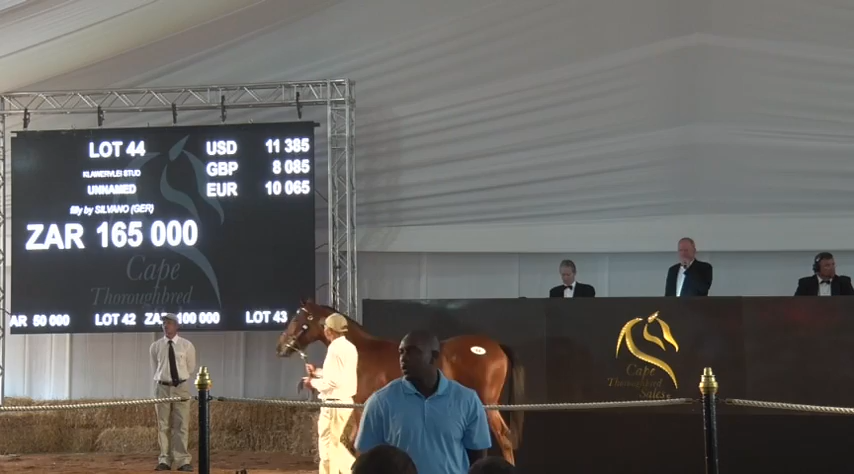 LOT 44
USD 11 385
KLAWERVLEI STUD
GBP 8 085
UNNAMED
EUR 10 065
filly by SILVANO (GER)
ZAR 165 000
Cape
Thoroughbred
AR 50 000 LOT 42 ZAR 100 000 LOT 43
Cape
Thoroughbred
Sales